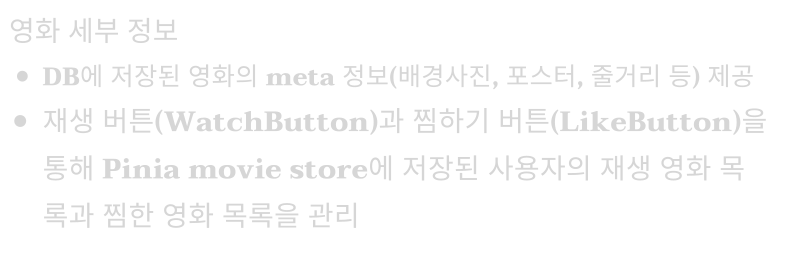 영화 세부 정보
• DB에 저장된 영화의 meta 정보(배경사진, 포스터, 줄거리 등) 제공
• 재생 버튼(WatchButton)과 찜하기 버튼(LikeButton)을
통해 Pinia movie store에 저장된 사용자의 재생 영화 목
록과 찜한 영화 목록을 관리